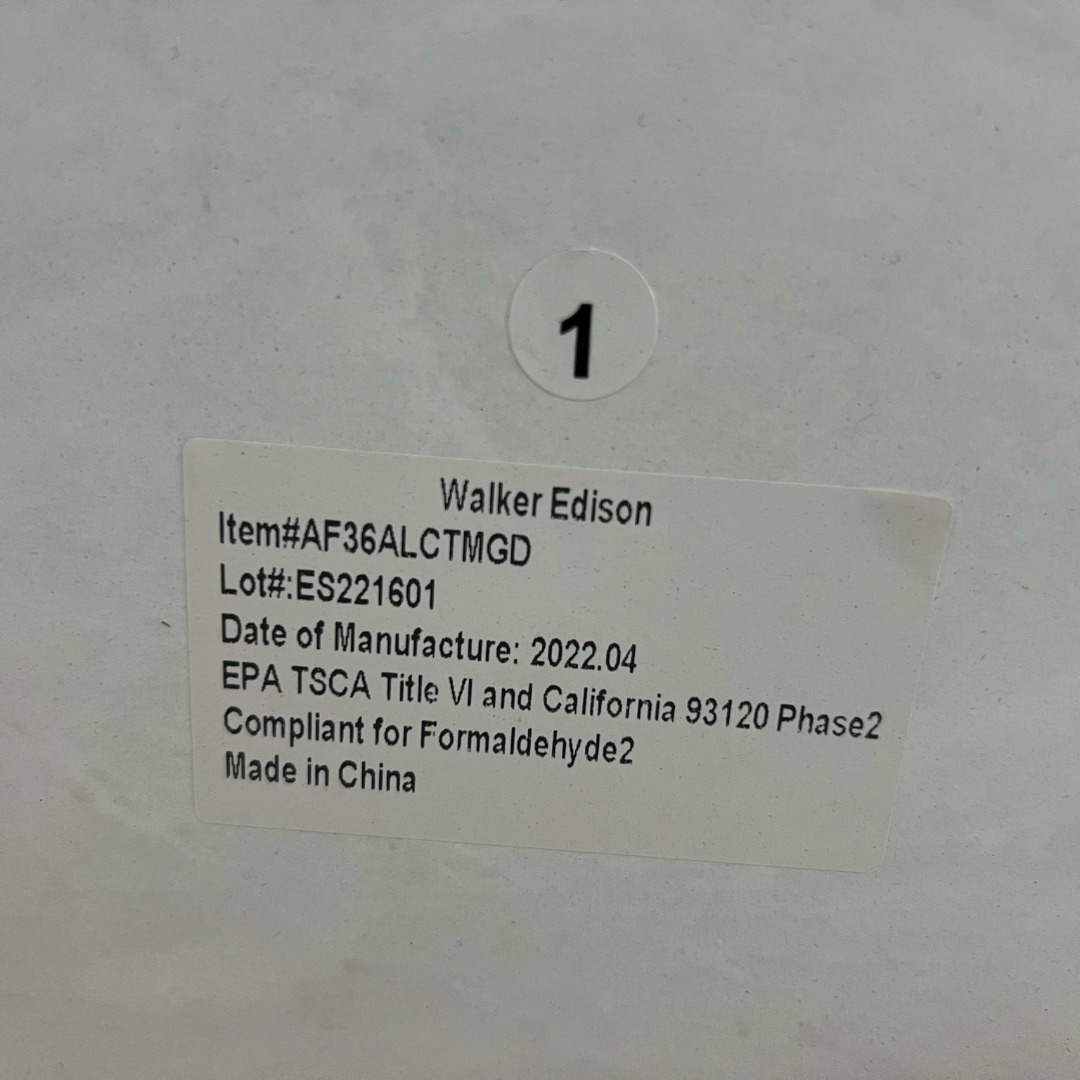 1
Walker Edison
Item#AF36ALCTMGD
Lot#:ES221601
Date of Manufacture: 2022.04
EPA TSCA Title VI and California 93120 Phase2
Compliant for Formaldehyde2
Made in China